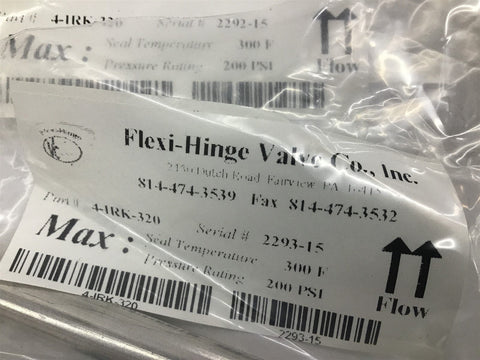 Part # 4-IRK-320 Serial # 2292-15
Max : Seal Temperature 300 F
Pressure Rating 200 PSI
Flow
Flexi-Hinge Valve Co., Inc.
Dutch Road Fairview PA
814-474-3539 Fax 814-474-3532
Part # 4-IRK-320 Serial # 2293-15
Max : Seal Temperature 300 F
Pressure Rating 200 PSI
Flow
4-IRK-320 2293-15